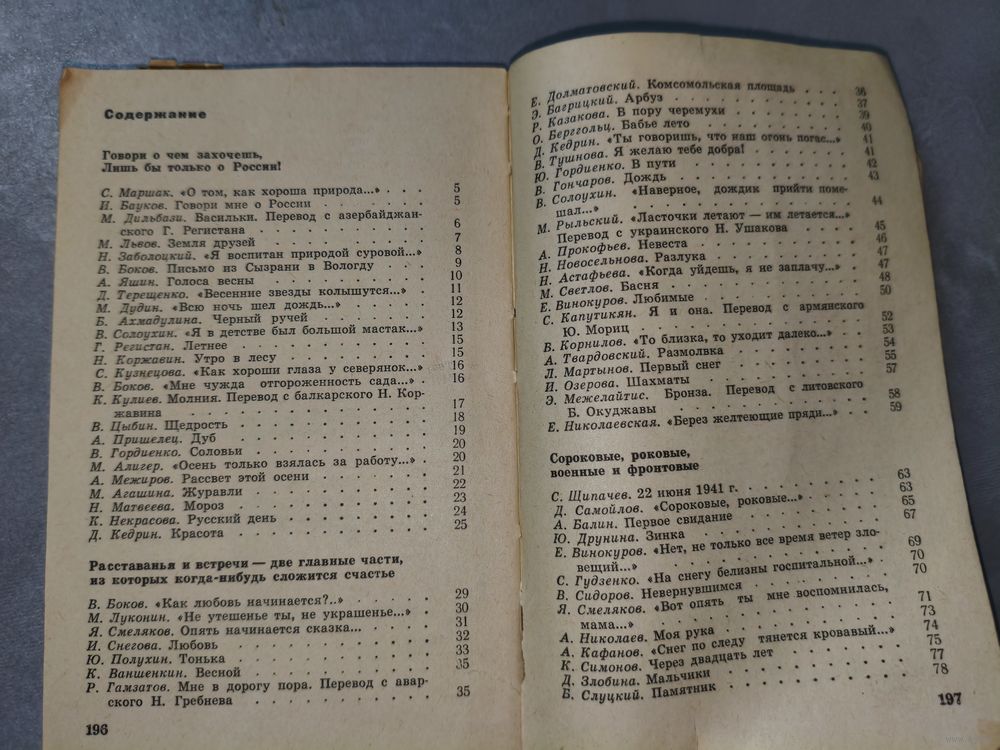 Содержание
Говори о чем захочешь,
Лишь бы только о России!
С. Маршак. «О том, как хороша природа...» . . . 5
Н. Бауков. Говори мне о России . . . . . . 5
М. Дильбази. Васильки. Перевод с азербайджан-
ского Г. Регистана . . . . . . . . . 6
М. Львов. Земля друзей . . . . . . . . 7
Н. Заболоцкий. «Я воспитан природой суровой...» 8
В. Боков. Письмо из Сызрани в Вологду . . . 9
А. Яшин. Голоса весны . . . . . . . . 10
Д. Терещенко. «Весенние звезды колышутся...» . 11
М. Дудин. «Всю ночь шел дождь...» . . . . 12
Б. Ахмадулина. Черный ручей . . . . . . 12
В. Солоухин. «Я в детстве был большой мастак...» 13
Г. Регистан. Летнее . . . . . . . . . 15
Н. Коржавин. Утро в лесу . . . . . . . 15
С. Кузнецова. «Как хороши глаза у северянок...» 16
В. Боков. «Мне чужда отгороженность сада...» . 16
К. Кулиев. Молния. Перевод с балкарского Н. Кор-
жавина . . . . . . . . . . . 17
В. Цыбин. Щедрость . . . . . . . . . 18
А. Пришелец. Дуб . . . . . . . . . 19
В. Гордиенко. Соловьи . . . . . . . . 20
М. Алигер. «Осень только взялась за работу...» . 20
А. Межиров. Рассвет этой осени . . . . . 21
М. Агашина. Журавли . . . . . . . . 22
Н. Матвеева. Мороз . . . . . . . . . 23
К. Некрасова. Русский день . . . . . . . 24
Д. Кедрин. Красота . . . . . . . . . 25
Расставанья и встречи — две главные части,
из которых когда-нибудь сложится счастье
В. Боков. «Как любовь начинается?..» . . . . 29
М. Луконин. «Не утешенье ты, не украшенье...» . 30
Я. Смеляков. Опять начинается сказка... . . . 31
И. Снегова. Любовь . . . . . . . . . 32
Ю. Полухин. Тонька . . . . . . . . . 33
К. Ваншенкин. Весной . . . . . . . . 35
Р. Гамзатов. Мне в дорогу пора. Перевод с авар-
ского Н. Гребнева . . . . . . . . . 35
196
Е. Долматовский. Комсомольская площадь . . . 36
Э. Багрицкий. Арбуз . . . . . . . . . 37
Р. Казакова. В пору черемухи . . . . . . 39
О. Берггольц. Бабье лето . . . . . . . 40
Д. Кедрин. «Ты говоришь, что наш огонь погас...» 41
В. Тушнова. Я желаю тебе добра! . . . . . 41
Ю. Гордиенко. В пути . . . . . . . . 42
В. Гончаров. Дождь . . . . . . . . . 43
В. Солоухин. «Наверное, дождик прийти поме-
шал...» . . . . . . . . . . . 44
М. Рыльский. «Ласточки летают — им летается...»
Перевод с украинского Н. Ушакова . . . . 45
А. Прокофьев. Невеста . . . . . . . . 46
Н. Новосельнова. Разлука . . . . . . . 47
Н. Астафьева. «Когда уйдешь, я не заплачу...» . 47
М. Светлов. Басня . . . . . . . . . 48
Е. Винокуров. Любимые . . . . . . . . 50
С. Капутикян. Я и она. Перевод с армянского
Ю. Мориц . . . . . . . . . . . 52
В. Корнилов. «То близка, то уходит далеко...» . 53
А. Твардовский. Размолвка . . . . . . . 54
Л. Мартынов. Первый снег . . . . . . . 55
И. Озерова. Шахматы . . . . . . . . 57
Э. Межелайтис. Бронза. Перевод с литовского
Б. Окуджавы . . . . . . . . . . 58
Е. Николаевская. «Берез желтеющие пряди...» . 59
Сороковые, роковые,
военные и фронтовые
С. Щипачев. 22 июня 1941 г. . . . . . . 63
Д. Самойлов. «Сороковые, роковые...» . . . . 63
А. Балин. Первое свидание . . . . . . . 65
Ю. Друнина. Зинка . . . . . . . . . 67
Е. Винокуров. «Нет, не только все время ветер зло-
вещий...» . . . . . . . . . . . 69
С. Гудзенко. «На снегу белизны госпитальной...» . 70
В. Сидоров. Невернувшимся . . . . . . . 70
Я. Смеляков. «Вот опять ты мне воспомнилась,
мама...» . . . . . . . . . . . 71
А. Николаев. Моя рука . . . . . . . . 73
А. Кафанов. «Снег по следу тянется кровавый...» 74
К. Симонов. Через двадцать лет . . . . . 75
Д. Злобина. Мальчики . . . . . . . . 77
Б. Слуцкий. Памятник . . . . . . . . 78
197